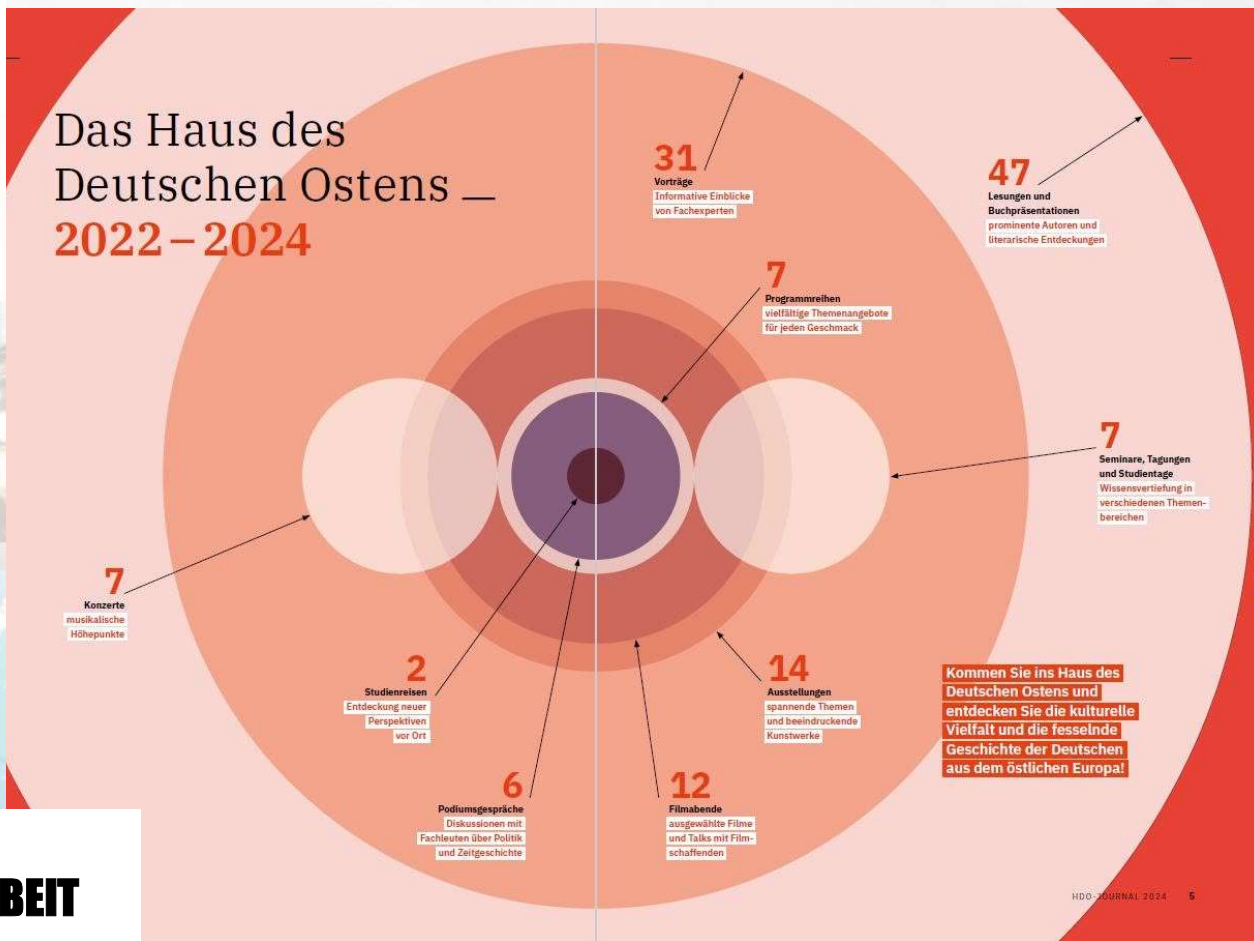 Das Haus des
Deutschen Ostens —
2022 – 2024
31
Vorträge
Informative Einblicke
von Fachexperten
47
Lesungen und
Buchpräsentationen
prominente Autoren und
literarische Entdeckungen
7
Programmreihen
vielfältige Themenangebote
für jeden Geschmack
7
Seminare, Tagungen
und Studientage
Wissensvertiefung in
verschiedenen Themen-
bereichen
7
Konzerte
musikalische
Höhepunkte
2
Studienreisen
Entdeckung neuer
Perspektiven
vor Ort
14
Ausstellungen
spannende Themen
und beeindruckende
Kunstwerke
6
Podiumsgespräche
Diskussionen mit
Fachleuten über Politik
und Zeitgeschichte
12
Filmabende
ausgewählte Filme
und Talks mit Film-
schaffenden
Kommen Sie ins Haus des
Deutschen Ostens und
entdecken Sie die kulturelle
Vielfalt und die fesselnde
Geschichte der Deutschen
aus dem östlichen Europa!
BEIT
HDO-JOURNAL 2024 5